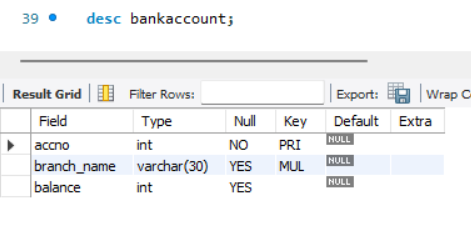 39 desc bankaccount;
Result Grid Filter Rows: Export: Wrap C
Field Type Null Key Default Extra
accno int NO PRI NULL
branch_name varchar(30) YES MUL NULL
balance int YES NULL